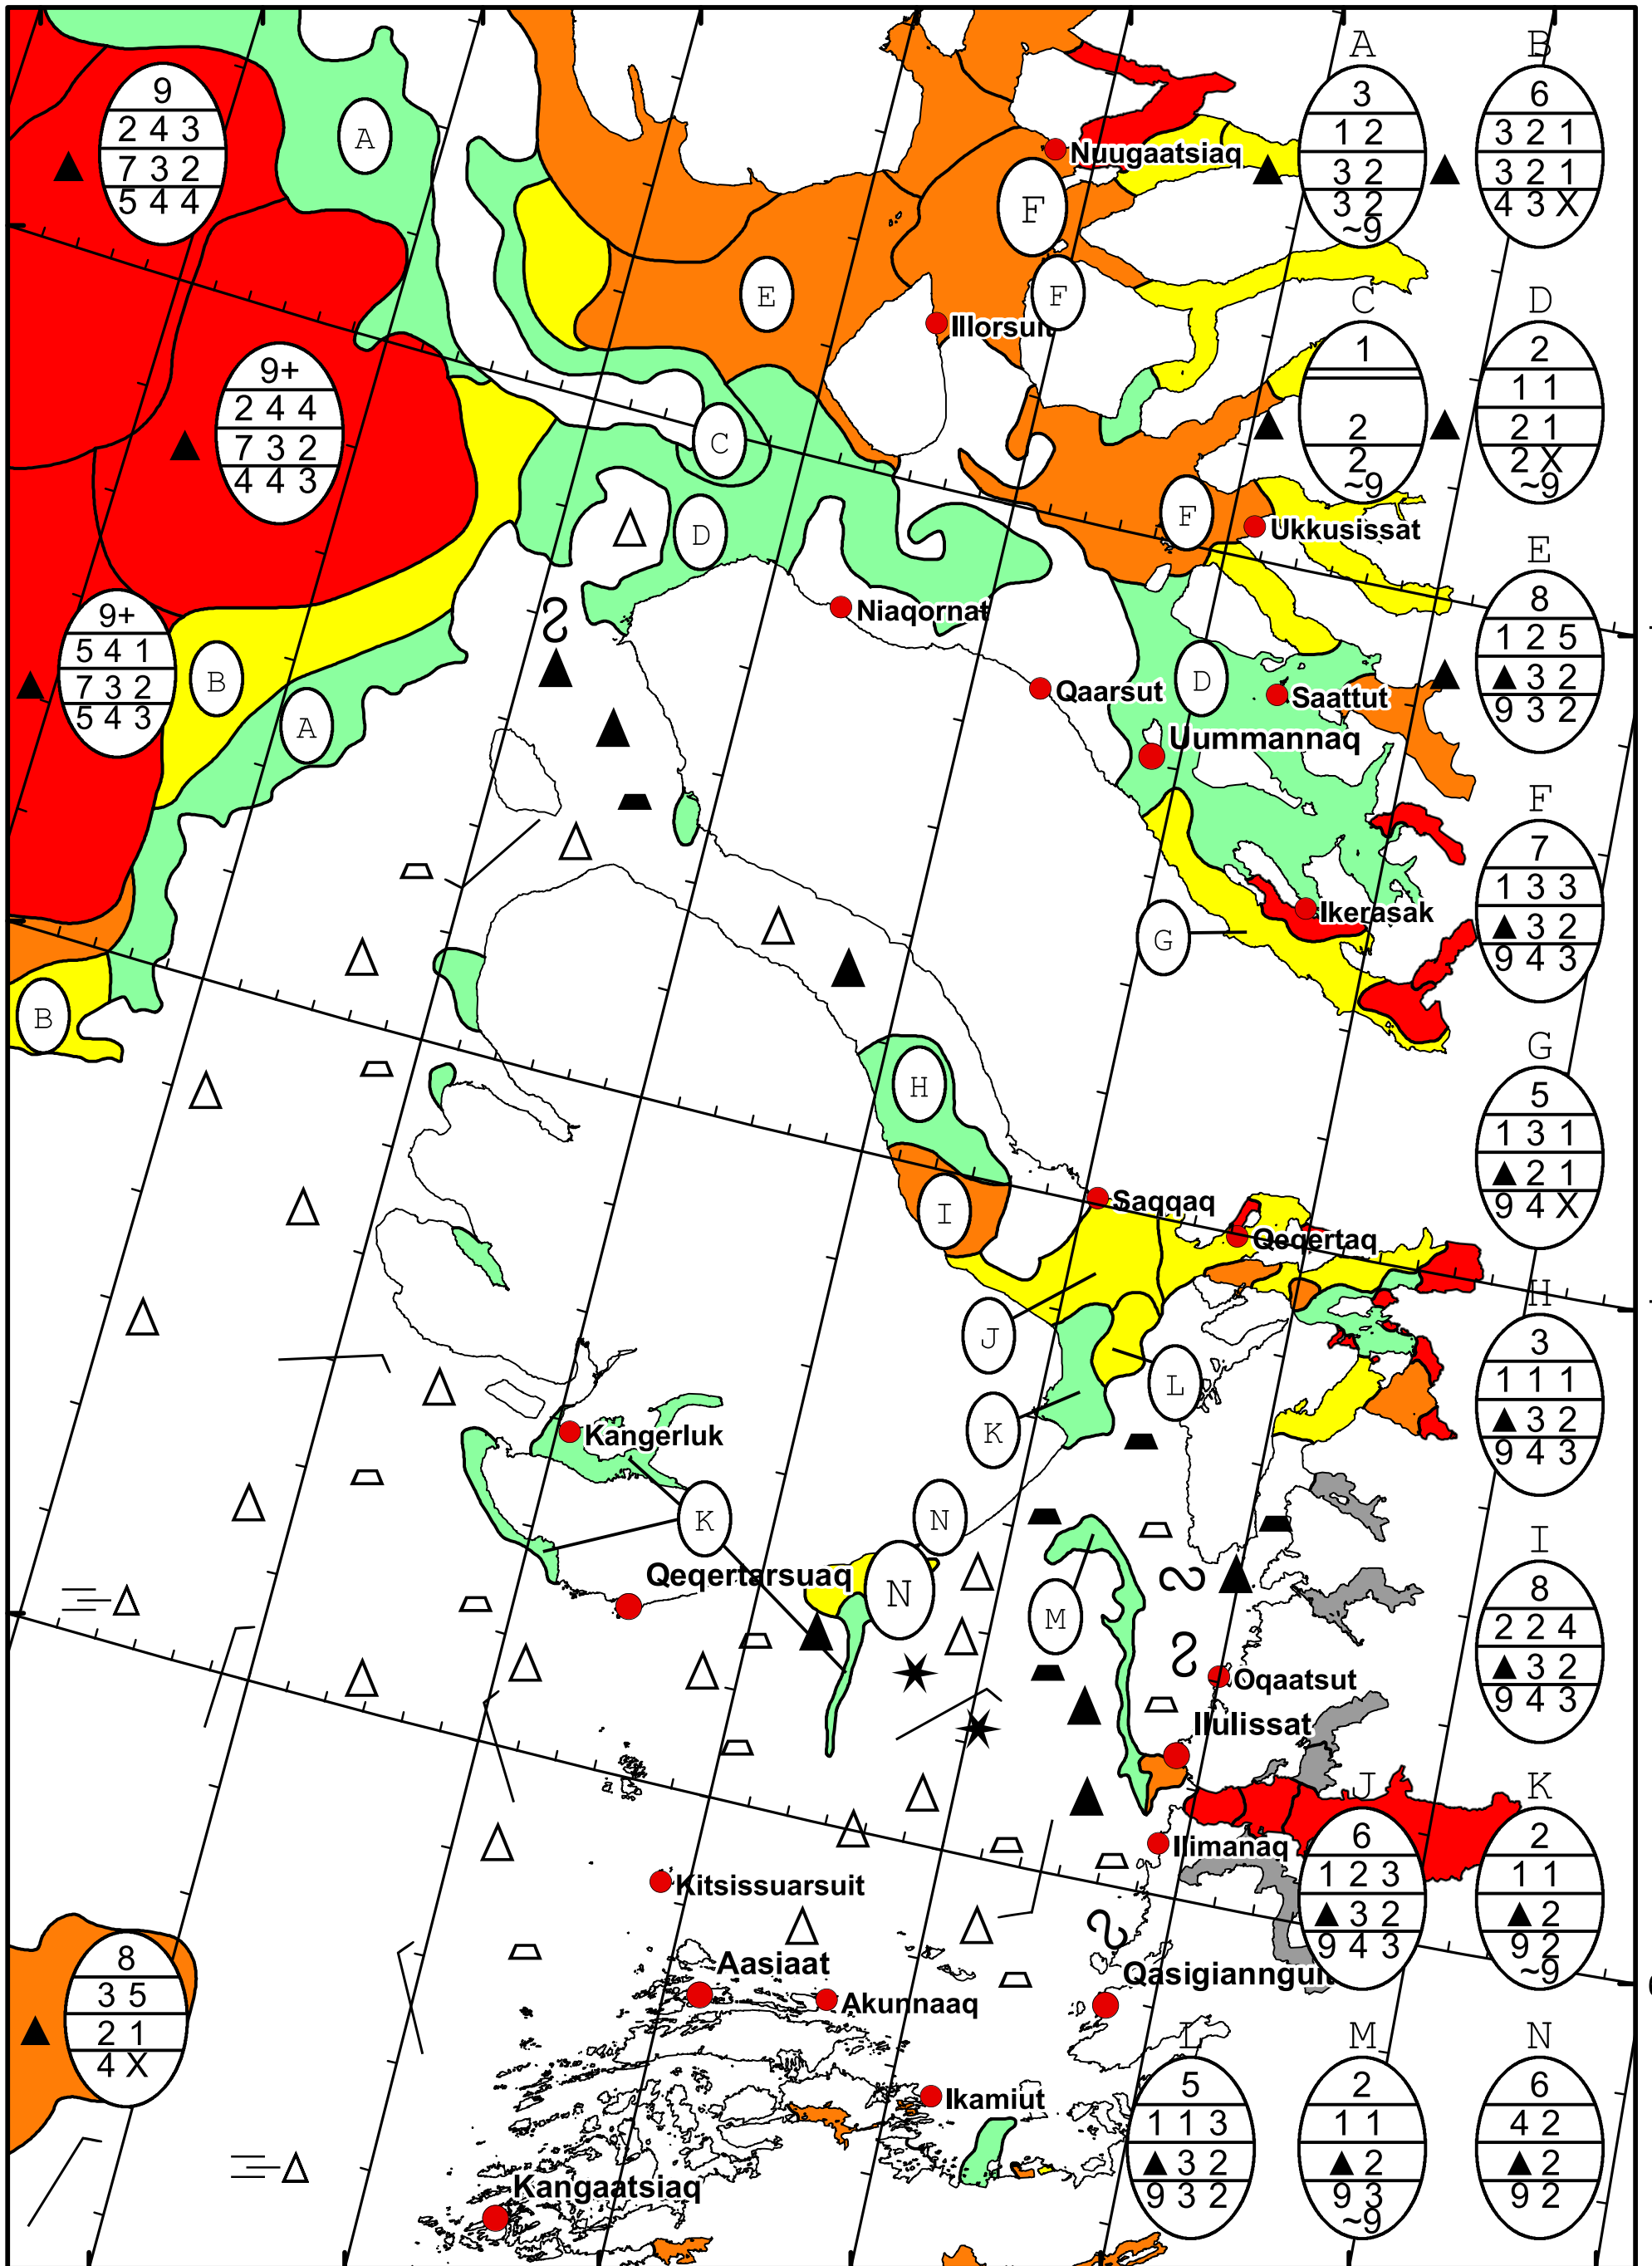 A
B
9
2 4 3
7 3 2
5 4 4
A
3
1 2
3 2
3 2
~9
6
3 2 1
3 2 1
4 3 X
Nuugaatsiaq
F
E
F
Illorsuit
C
D
1
2
2
~9
2
1 1
2 1
2 X
~9
9+
2 4 4
7 3 2
4 4 3
C
D
F
Ukkusissat
E
8
1 2 5
3 2
9 3 2
9+
5 4 1
7 3 2
5 4 3
Niaqornat
B
A
D
Qaarsut
Saattut
Uummannaq
F
7
1 3 3
3 2
9 4 3
Ikerasak
G
B
G
5
1 3 1
2 1
9 4 X
H
I
Saqqaq
Qeqertaq
J
L
K
H
3
1 1 1
3 2
9 4 3
Kangerluk
K
N
Qeqertarsuaq
N
M
I
8
2 2 4
3 2
9 4 3
Oqaatsut
Ilulissat
J
6
1 2 3
3 2
9 4 3
K
2
1 1
2
9 2
~9
Ilimanaq
Kitsissuarsuit
8
3 5
2 1
4 X
Aasiaat
Akunnaaq
Qasigiannguit
Ikamiut
Kangaatsiaq
L
5
1 1 3
3 2
9 3 2
M
2
1 1
2
9 3
~9
N
6
4 2
2
9 2